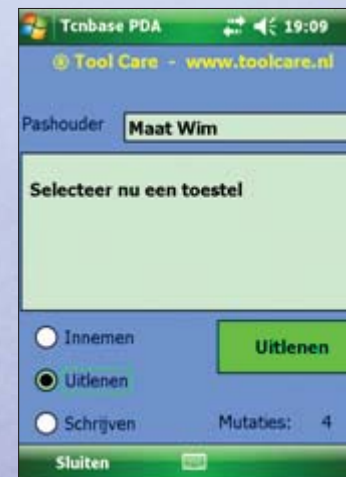 Tcnbase PDA 19:09
® Tool Care - www.toolcare.nl
Pashouder Maat Wim
Selecteer nu een toestel
Innemen
Uitlenen
Uitlenen
Schrijven Mutaties: 4
Sluiten